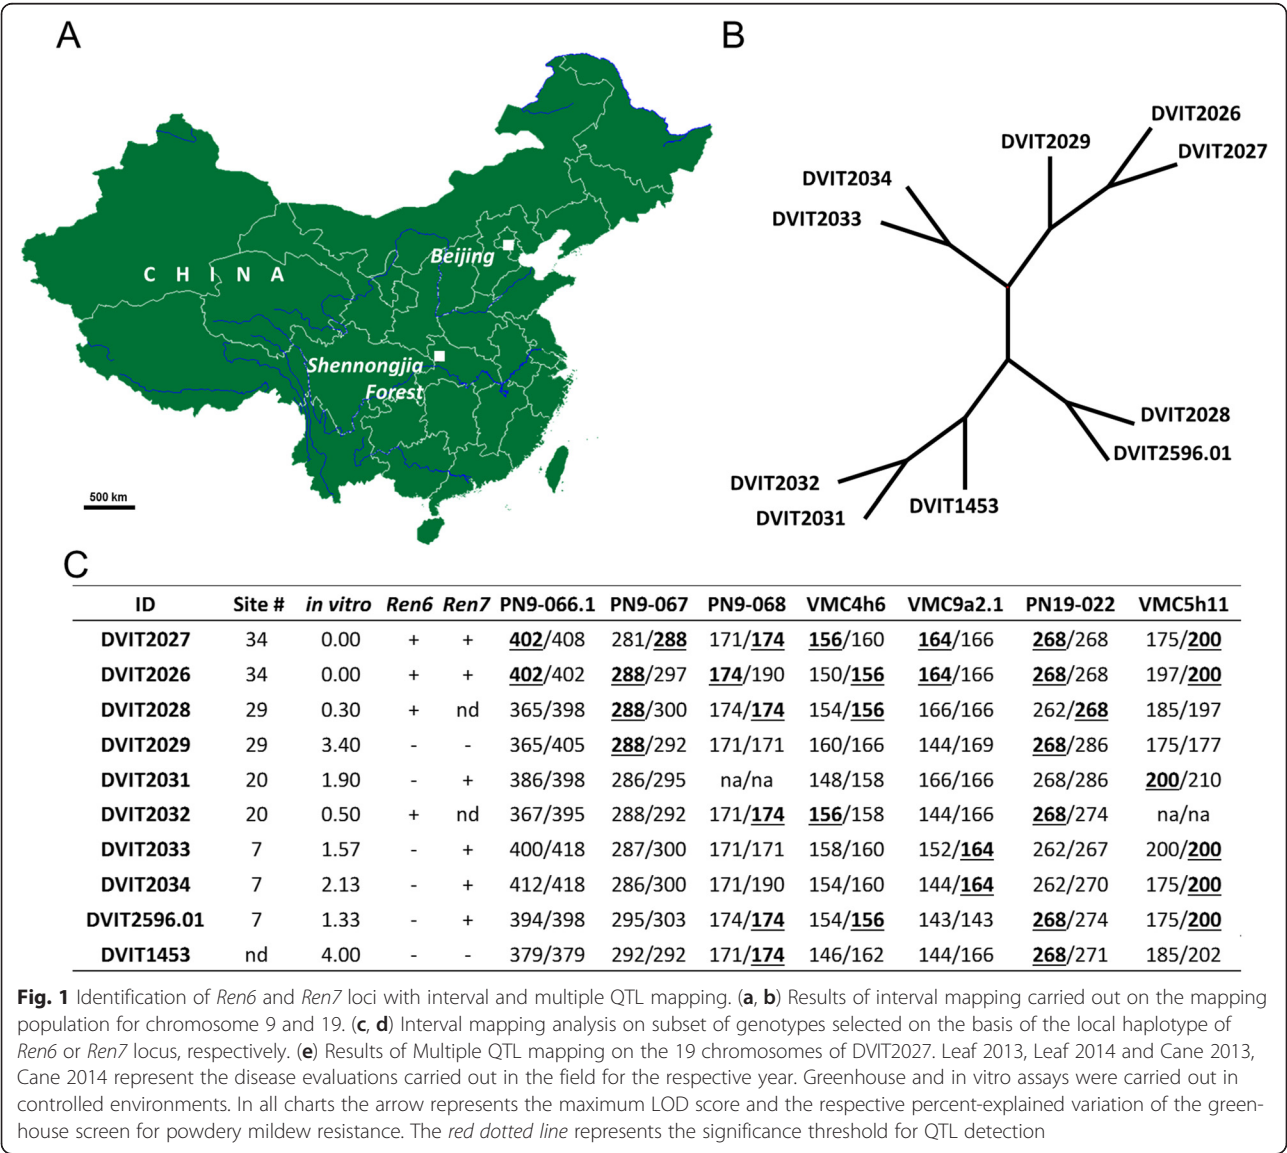 A
B
C H I N A
Beijing
Shennongjia
Forest
500 km
DVIT2026
DVIT2029
DVIT2027
DVIT2034
DVIT2033
DVIT2028
DVIT2596.01
DVIT2032
DVIT1453
DVIT2031
C
ID Site # in vitro Ren6 Ren7 PN9-066.1 PN9-067 PN9-068 VMC4h6 VMC9a2.1 PN19-022 VMC5h11
DVIT2027 34 0.00 + + 402/408 281/288 171/174 156/160 164/166 268/268 175/200
DVIT2026 34 0.00 + + 402/402 288/297 174/190 150/156 164/166 268/268 197/200
DVIT2028 29 0.30 + nd 365/398 288/300 174/174 154/156 166/166 262/268 185/197
DVIT2029 29 3.40 - - 365/405 288/292 171/171 160/166 144/169 268/286 175/177
DVIT2031 20 1.90 - + 386/398 286/295 na/na 148/158 166/166 268/286 200/210
DVIT2032 20 0.50 + nd 367/395 288/292 171/174 156/158 144/166 268/274 na/na
DVIT2033 7 1.57 - + 400/418 287/300 171/171 158/160 152/164 262/267 200/200
DVIT2034 7 2.13 - + 412/418 286/300 171/190 154/160 144/164 262/270 175/200
DVIT2596.01 7 1.33 - + 394/398 295/303 174/174 154/156 143/143 268/274 175/200
DVIT1453 nd 4.00 - - 379/379 292/292 171/174 146/162 144/166 268/271 185/202
Fig. 1 Identification of Ren6 and Ren7 loci with interval and multiple QTL mapping. (a, b) Results of interval mapping carried out on the mapping
population for chromosome 9 and 19. (c, d) Interval mapping analysis on subset of genotypes selected on the basis of the local haplotype of
Ren6 or Ren7 locus, respectively. (e) Results of Multiple QTL mapping on the 19 chromosomes of DVIT2027. Leaf 2013, Leaf 2014 and Cane 2013,
Cane 2014 represent the disease evaluations carried out in the field for the respective year. Greenhouse and in vitro assays were carried out in
controlled environments. In all charts the arrow represents the maximum LOD score and the respective percent-explained variation of the green-
house screen for powdery mildew resistance. The red dotted line represents the significance threshold for QTL detection